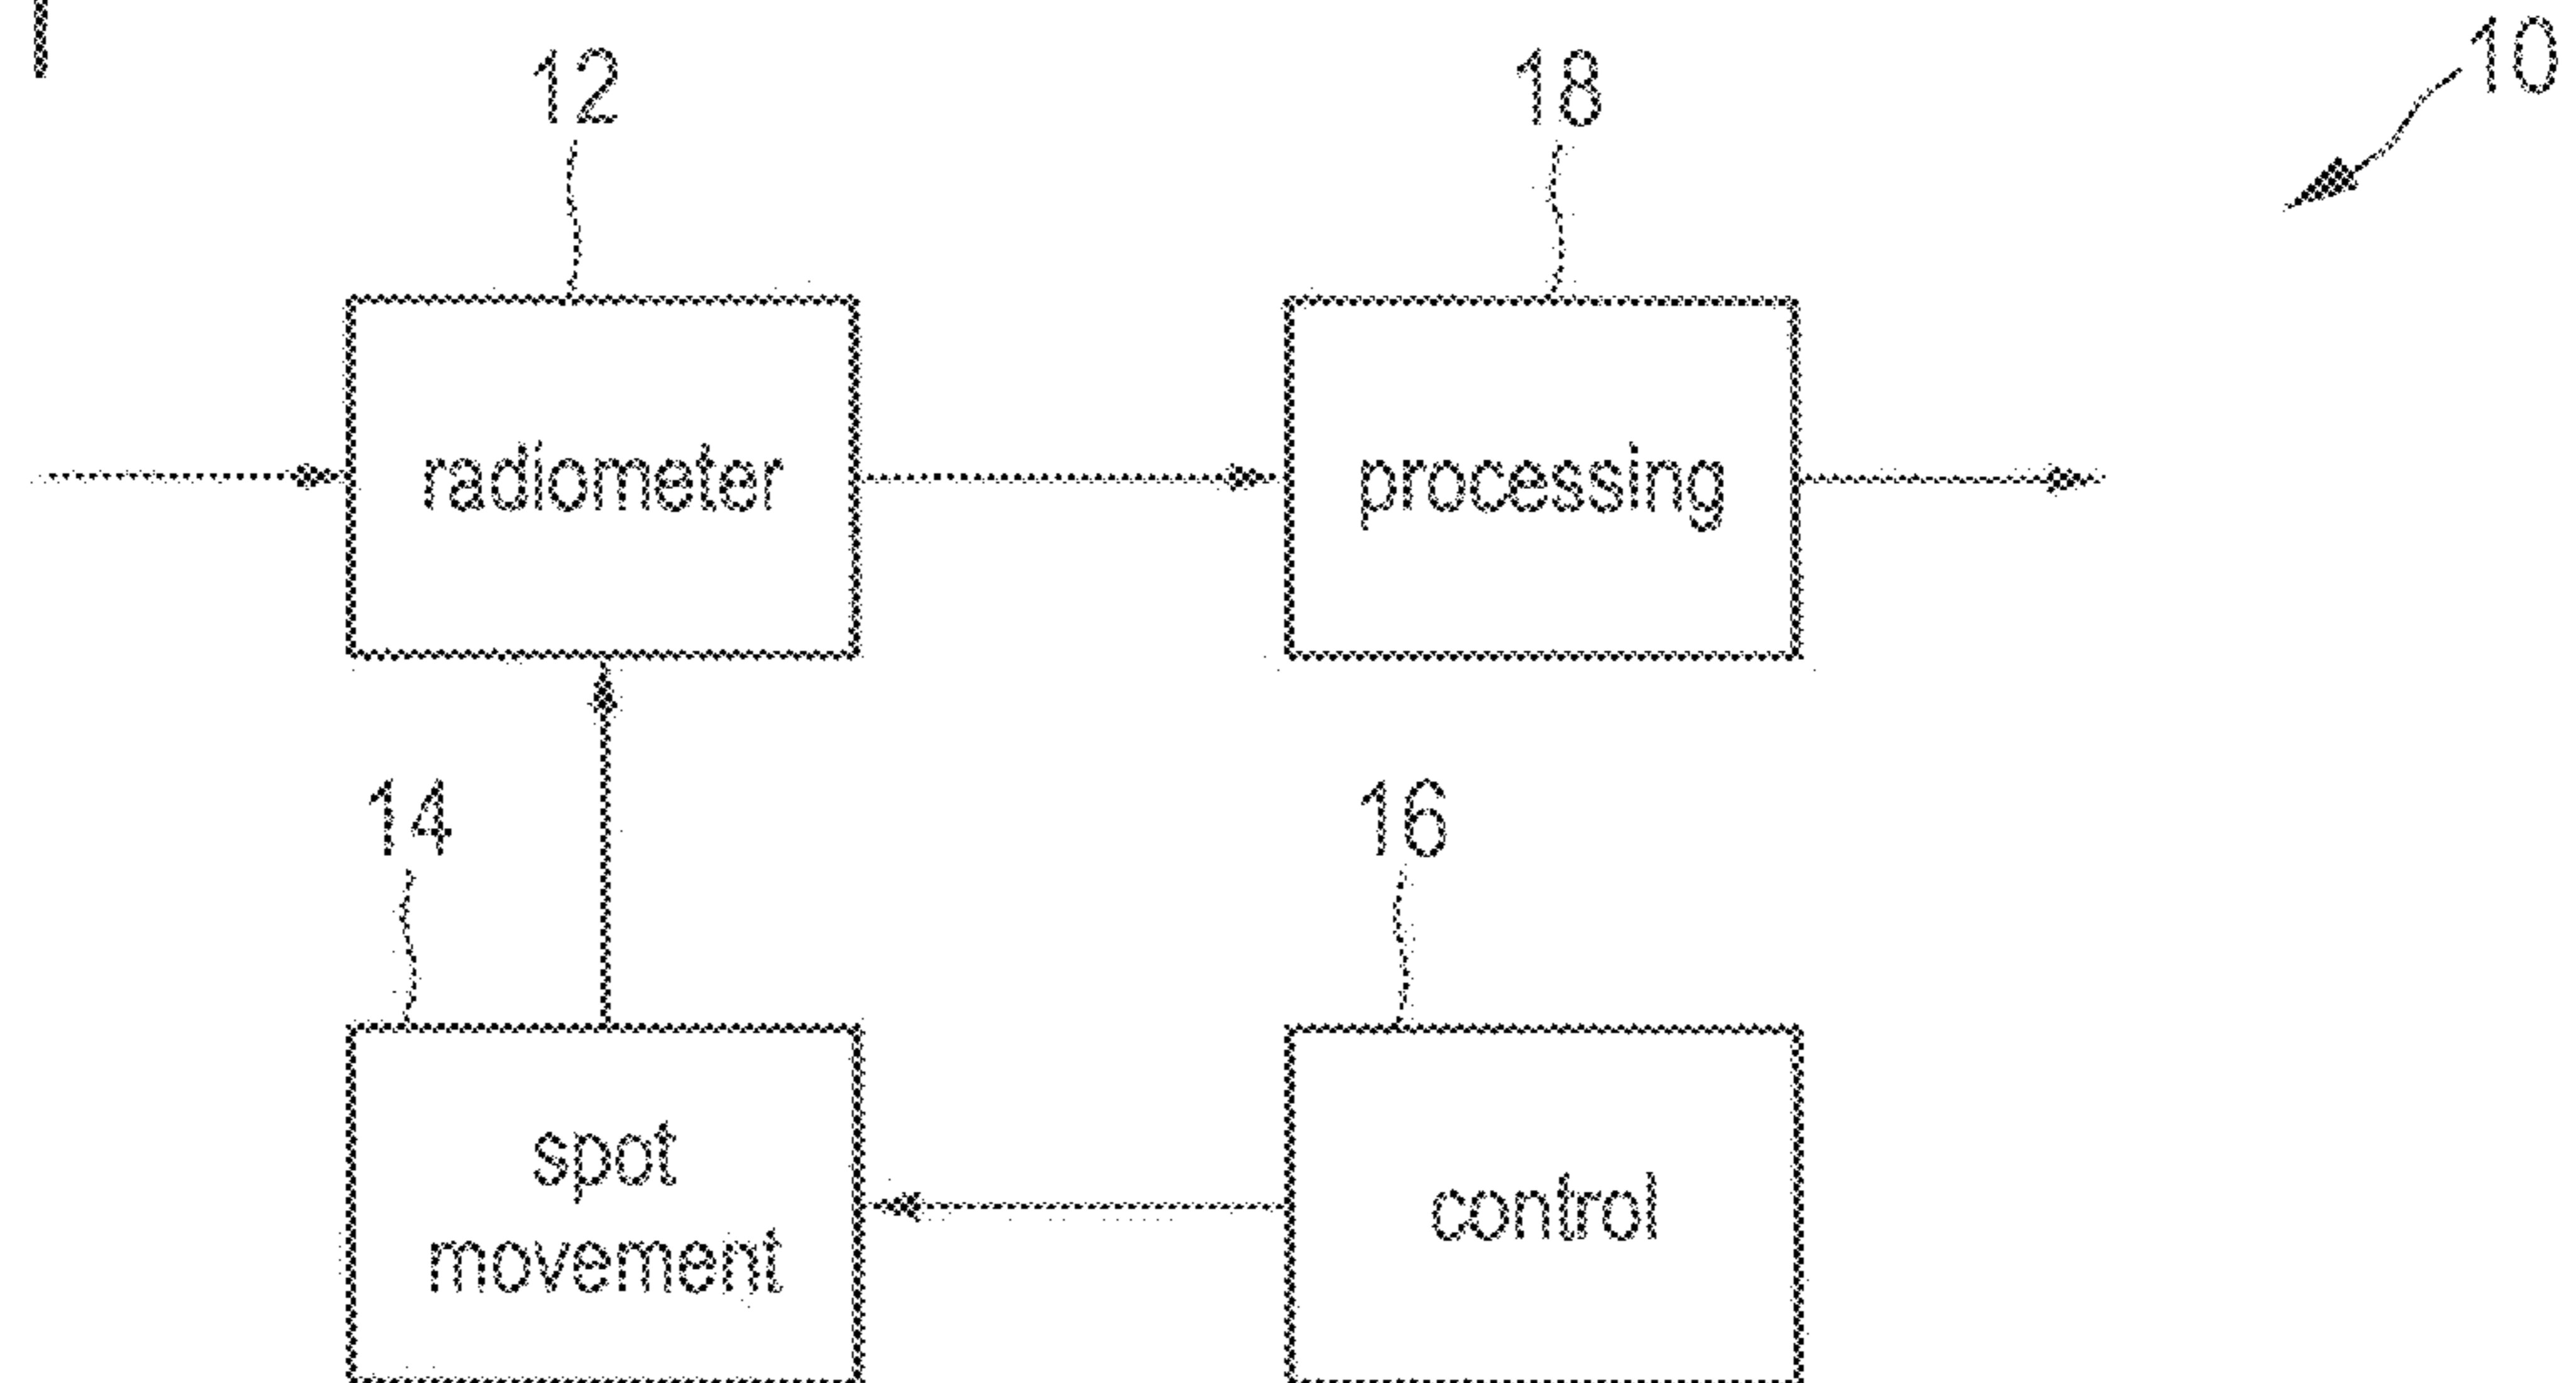 12
18
10
radiometer
processing
14
16
spot
movement
control